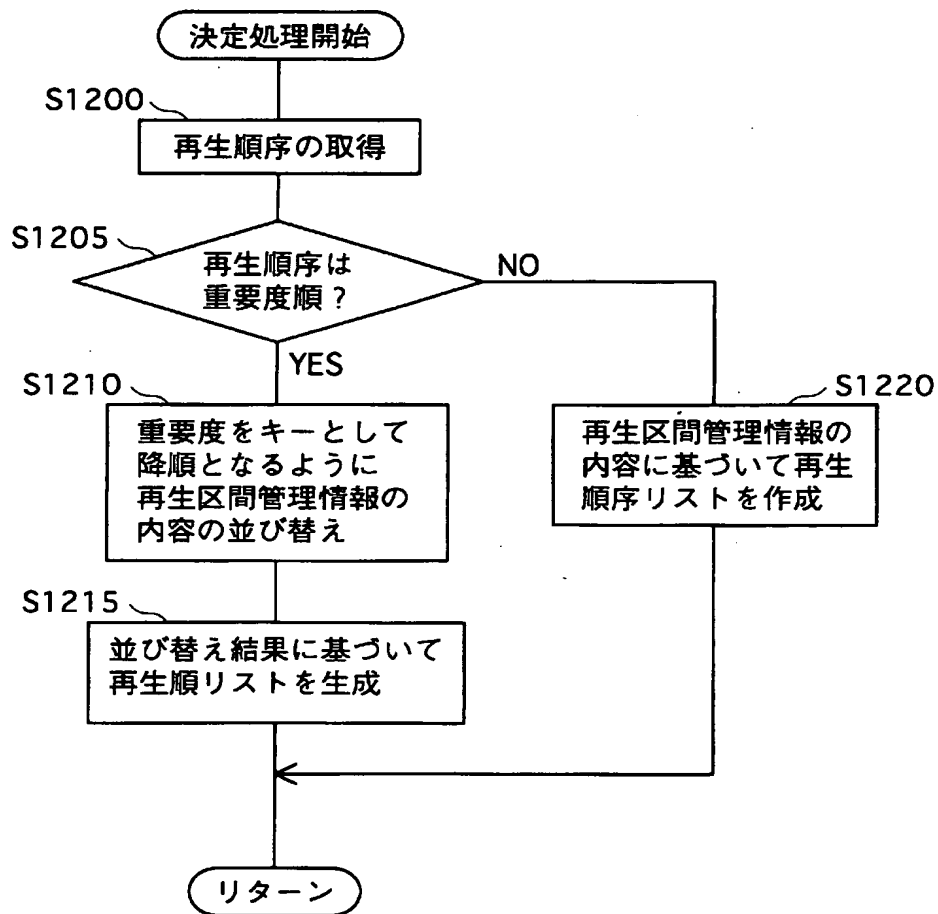 決定処理開始
S1200
再生順序の取得
S1205
再生順序は
重要度順？
NO
YES
S1210
重要度をキーとして
降順となるように
再生区間管理情報の
内容の並び替え
S1220
再生区間管理情報の
内容に基づいて再生
順序リストを作成
S1215
並び替え結果に基づいて
再生順リストを生成
リターン